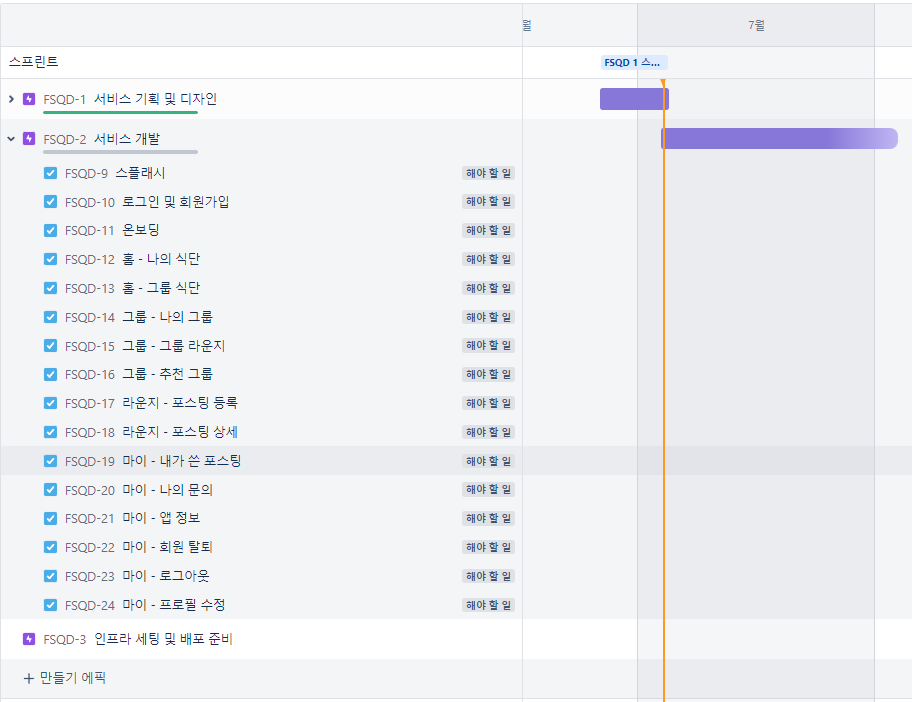 월
7월
스프린트
FSQD 1 스...
FSQD-1 서비스 기획 및 디자인
FSQD-2 서비스 개발
FSQD-9 스플래시 해야 할 일
FSQD-10 로그인 및 회원가입 해야 할 일
FSQD-11 온보딩 해야 할 일
FSQD-12 홈 - 나의 식단 해야 할 일
FSQD-13 홈 - 그룹 식단 해야 할 일
FSQD-14 그룹 - 나의 그룹 해야 할 일
FSQD-15 그룹 - 그룹 라운지 해야 할 일
FSQD-16 그룹 - 추천 그룹 해야 할 일
FSQD-17 라운지 - 포스팅 등록 해야 할 일
FSQD-18 라운지 - 포스팅 상세 해야 할 일
FSQD-19 마이 - 내가 쓴 포스팅 해야 할 일
FSQD-20 마이 - 나의 문의 해야 할 일
FSQD-21 마이 - 앱 정보 해야 할 일
FSQD-22 마이 - 회원 탈퇴 해야 할 일
FSQD-23 마이 - 로그아웃 해야 할 일
FSQD-24 마이 - 프로필 수정 해야 할 일
FSQD-3 인프라 세팅 및 배포 준비
+ 만들기 에픽